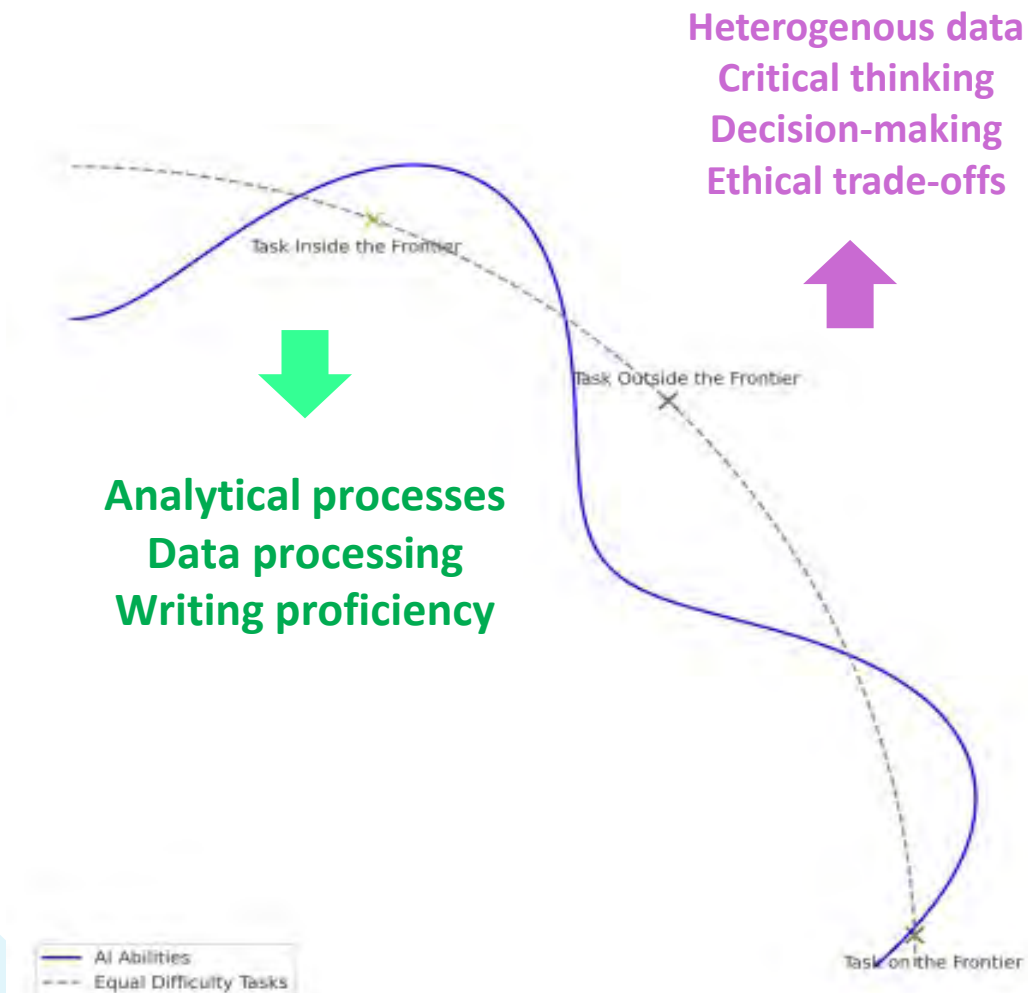 Heterogenous data
Critical thinking
Decision-making
Ethical trade-offs
Task Inside the Frontier
Task Outside the Frontier
Analytical processes
Data processing
Writing proficiency
Task on the Frontier
AI Abilities
Equal Difficulty Tasks